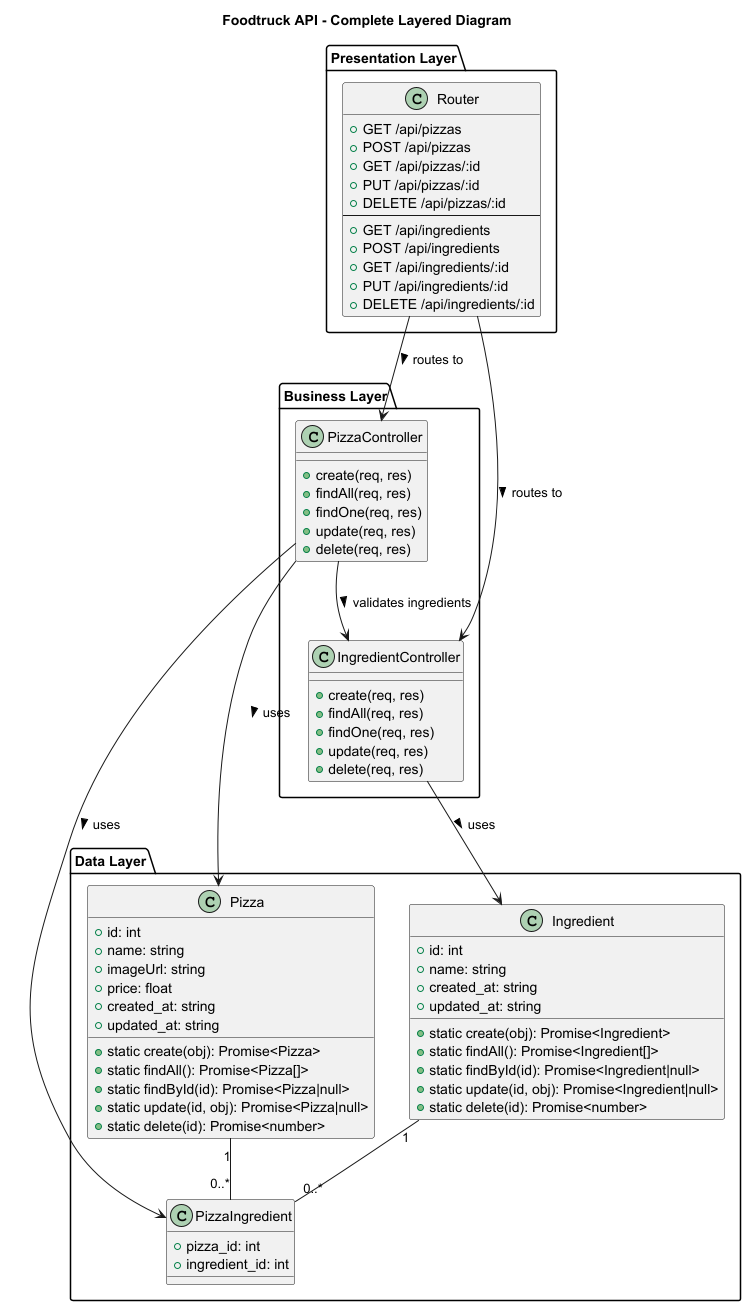 Foodtruck API - Complete Layered Diagram
Presentation Layer
C Router
GET /api/pizzas
POST /api/pizzas
GET /api/pizzas/:id
PUT /api/pizzas/:id
DELETE /api/pizzas/:id
GET /api/ingredients
POST /api/ingredients
GET /api/ingredients/:id
PUT /api/ingredients/:id
DELETE /api/ingredients/:id
routes to
Business Layer
C PizzaController
create(req, res)
findAll(req, res)
findOne(req, res)
update(req, res)
delete(req, res)
routes to
validates ingredients
C IngredientController
create(req, res)
findAll(req, res)
findOne(req, res)
update(req, res)
delete(req, res)
uses
uses
uses
Data Layer
C Pizza
id: int
name: string
imageUrl: string
price: float
created_at: string
updated_at: string
static create(obj): Promise<Pizza>
static findAll(): Promise<Pizza[]>
static findById(id): Promise<Pizza|null>
static update(id, obj): Promise<Pizza|null>
static delete(id): Promise<number>
C Ingredient
id: int
name: string
created_at: string
updated_at: string
static create(obj): Promise<Ingredient>
static findAll(): Promise<Ingredient[]>
static findById(id): Promise<Ingredient|null>
static update(id, obj): Promise<Ingredient|null>
static delete(id): Promise<number>
1
1
0..*
0..*
C PizzaIngredient
pizza_id: int
ingredient_id: int